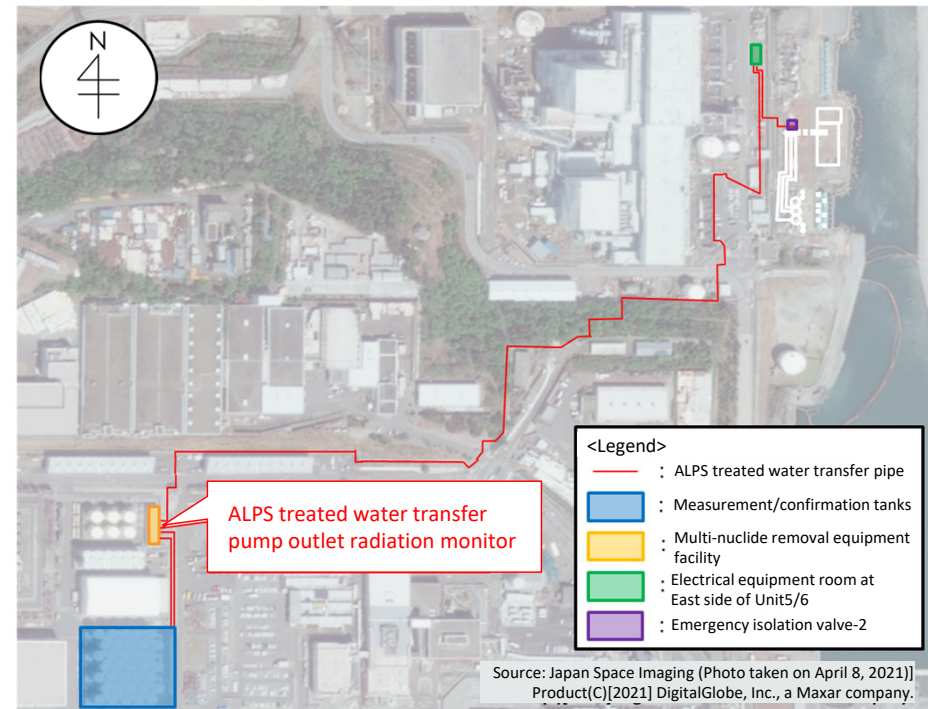 N
ALPS treated water transfer
pump outlet radiation monitor
<Legend>
: ALPS treated water transfer pipe
: Measurement/confirmation tanks
: Multi-nuclide removal equipment
facility
: Electrical equipment room at
East side of Unit5/6
: Emergency isolation valve-2
Source: Japan Space Imaging (Photo taken on April 8, 2021)]
Product(C)[2021] DigitalGlobe, Inc., a Maxar company.